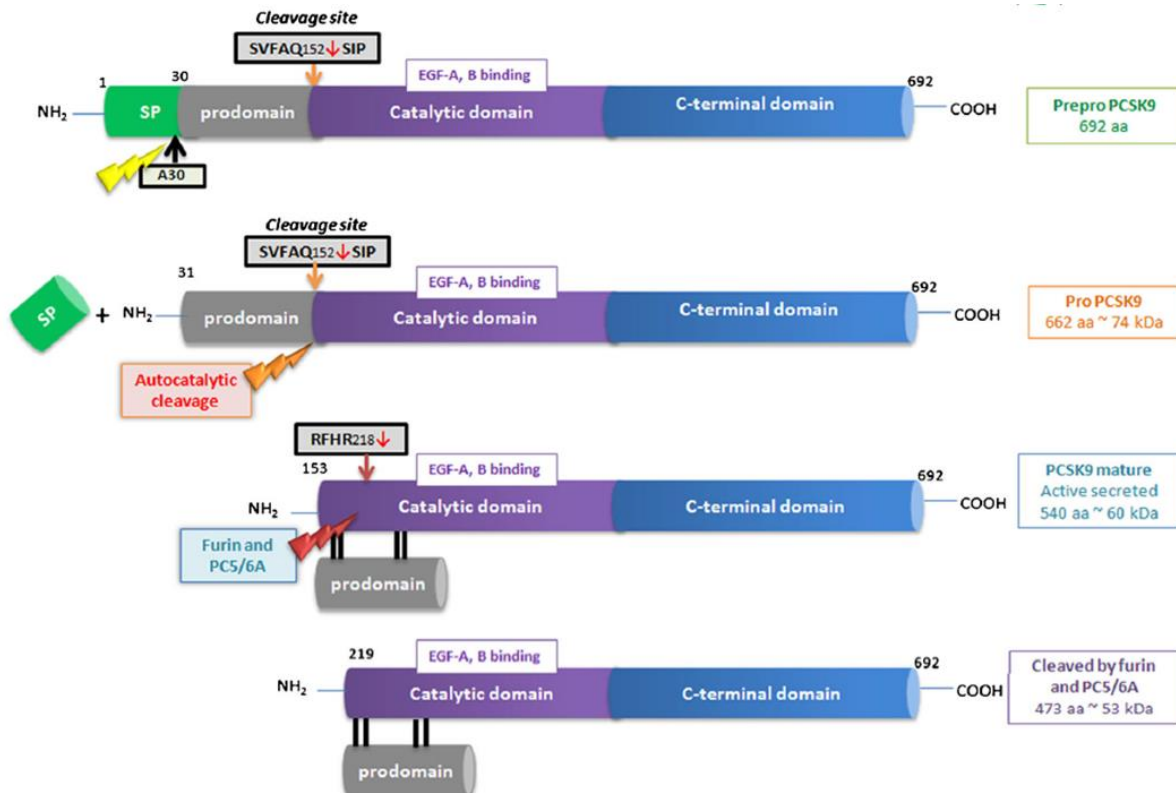 Cleavage site
SVFAQ152↓SIP
1
30
EGF-A, B binding
692
NH2
SP
prodomain
Catalytic domain
C-terminal domain
COOH
Prepro PCSK9
692 aa
A30
Cleavage site
SVFAQ152↓SIP
31
EGF-A, B binding
692
SP
+
NH2
prodomain
Catalytic domain
C-terminal domain
COOH
Pro PCSK9
662 aa ~ 74 kDa
Autocatalytic
cleavage
RFHR218↓
153
EGF-A, B binding
692
NH2
Catalytic domain
C-terminal domain
COOH
PCSK9 mature
Active secreted
540 aa ~ 60 kDa
Furin and
PC5/6A
prodomain
219
EGF-A, B binding
692
NH2
Catalytic domain
C-terminal domain
COOH
Cleaved by furin
and PC5/6A
473 aa ~ 53 kDa
prodomain